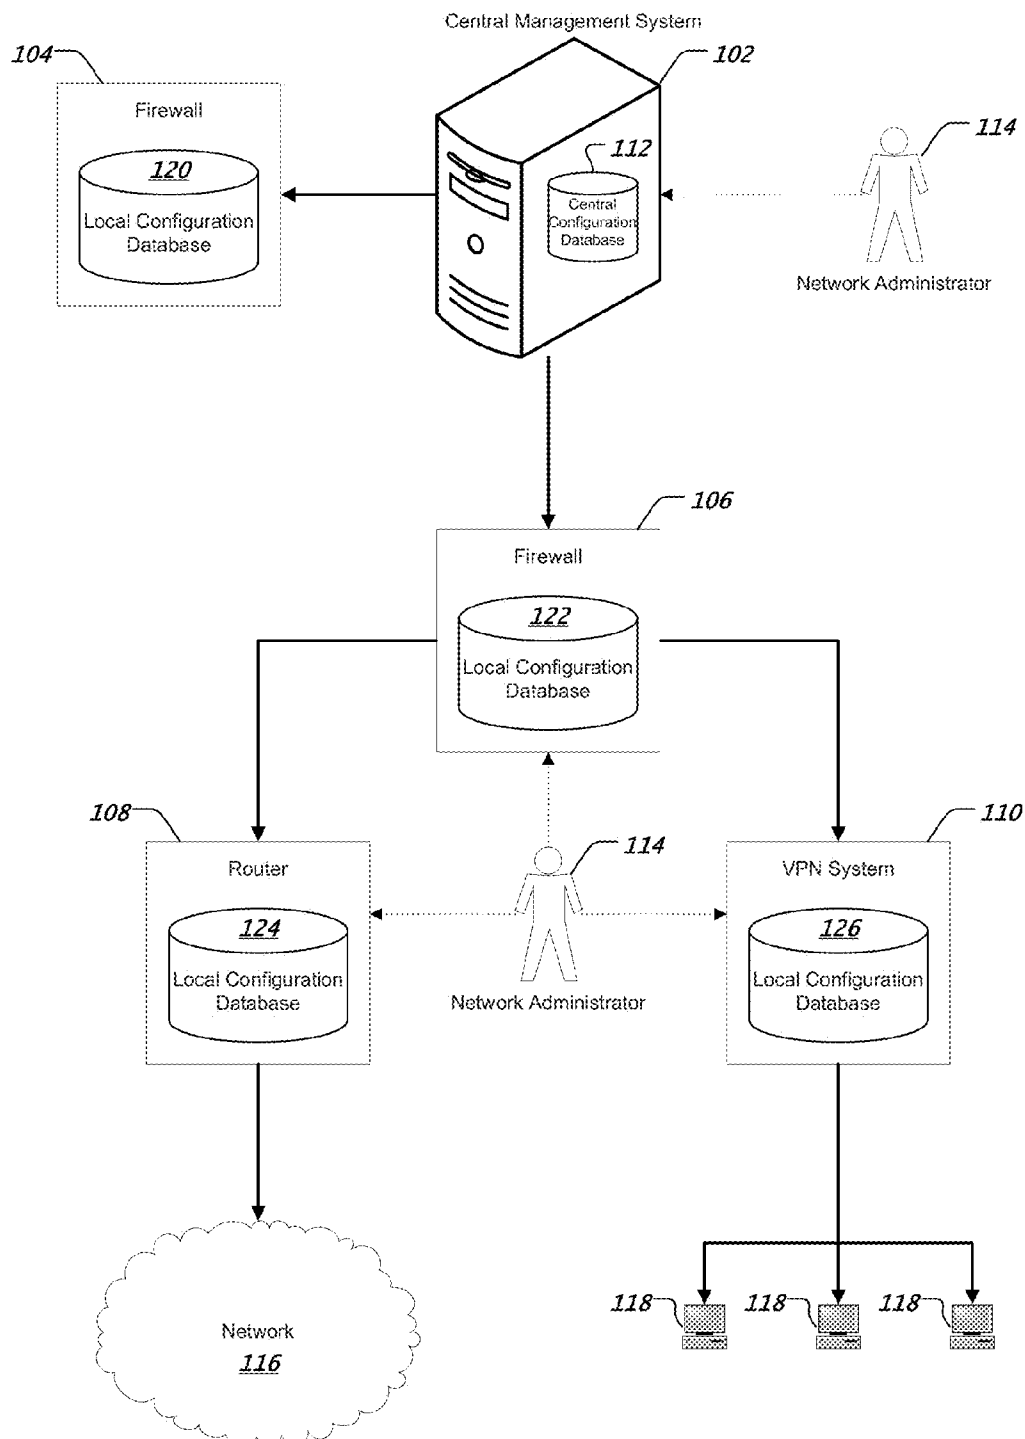 Central Management System
104
102
Firewall
114
112
120
Central
Configuration
Database
Local Configuration
Database
Network Administrator
106
Firewall
122
Local Configuration
Database
108
110
114
Router
VPN System
124
126
Local Configuration
Database
Local Configuration
Database
Network Administrator
118
118
118
Network
116